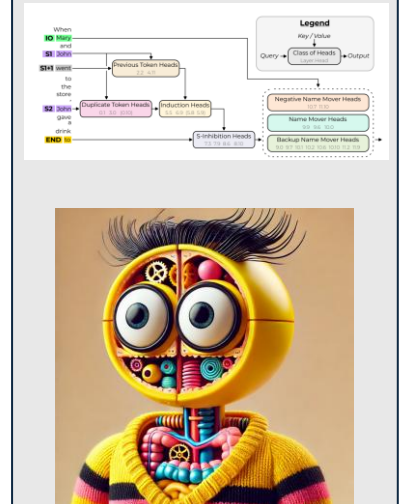 When
IO Mary
and
S1 John
S1+1 went
to
the
store
S2 John
gave
a
drink
END to
Previous Token Heads
Duplicate Token Heads
Induction Heads
S-Inhibition Heads
Legend
Key / Value
Query
Class of Heads
Layer.Head
Output
Negative Name Mover Heads
Name Mover Heads
Backup Name Mover Heads